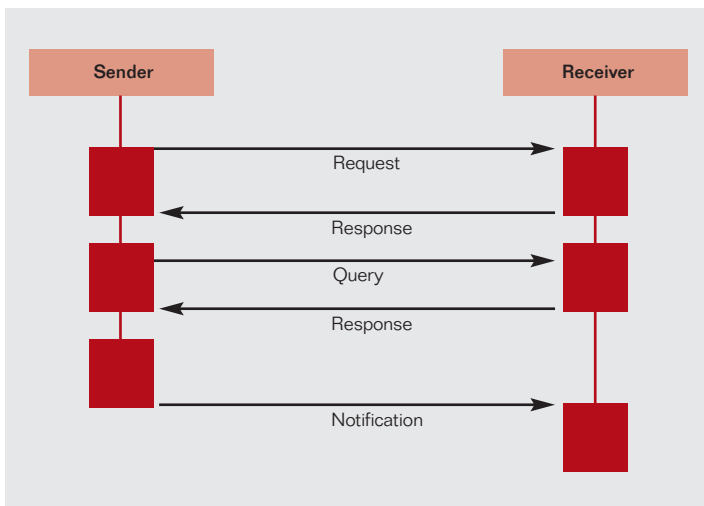 Sender
Receiver
Request
Response
Query
Response
Notification